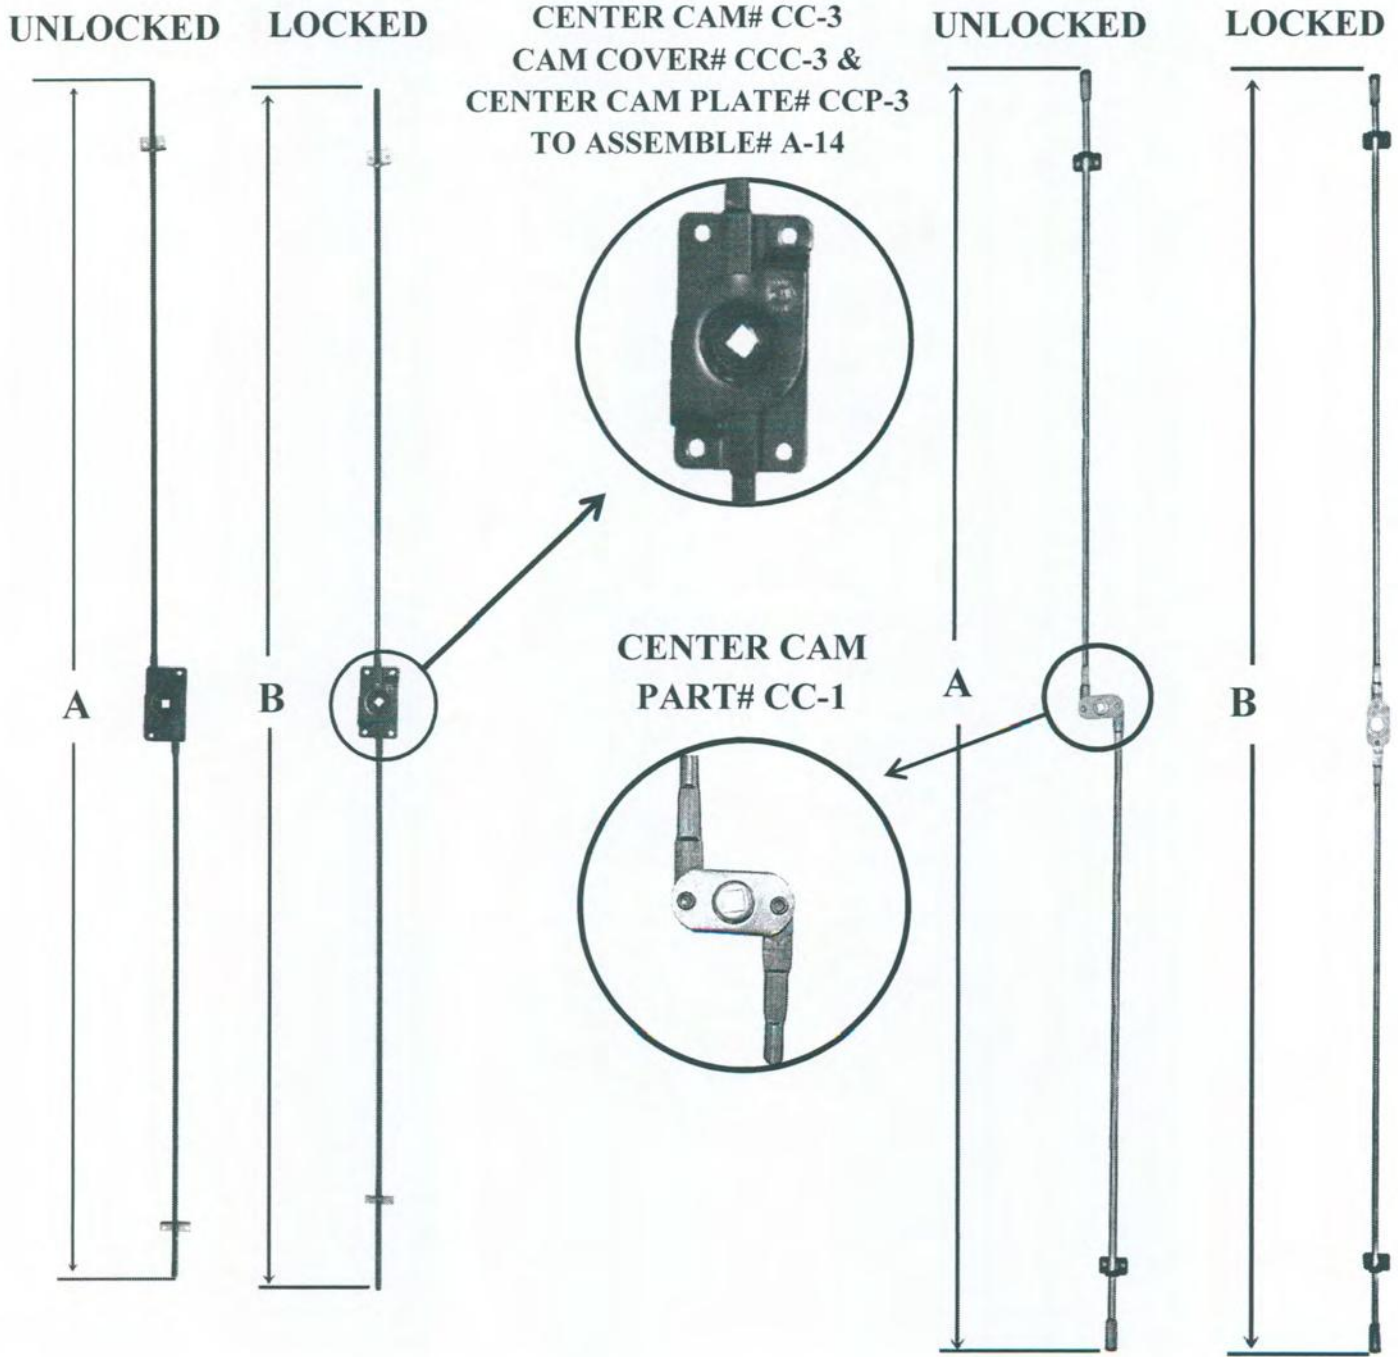 UNLOCKED
LOCKED
CENTER CAM# CC-3
CAM COVER# CCC-3 &
CENTER CAM PLATE# CCP-3
TO ASSEMBLE# A-14
UNLOCKED
LOCKED
A
B
CENTER CAM
PART# CC-1
A
B